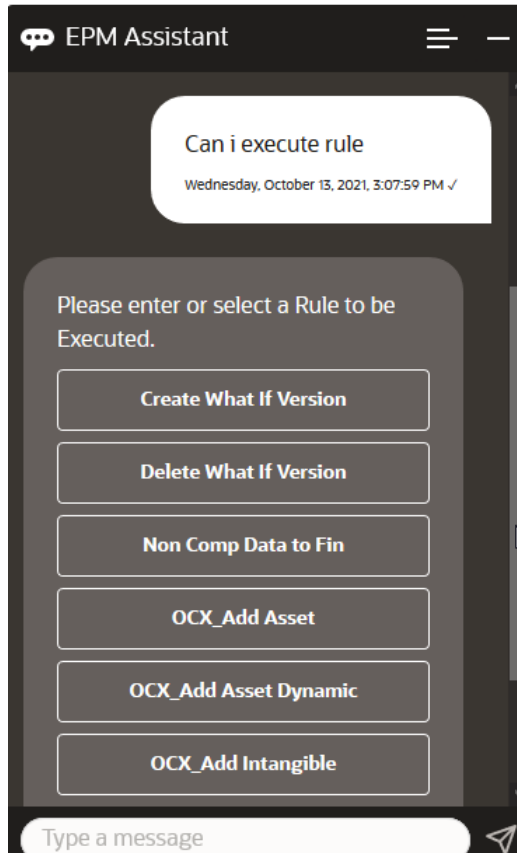 EPM Assistant
Can i execute rule
Wednesday, October 13, 2021, 3:07:59 PM ✓
Please enter or select a Rule to be
Executed.
Create What If Version
Delete What If Version
Non Comp Data to Fin
OCX_Add Asset
OCX_Add Asset Dynamic
OCX_Add Intangible
Type a message